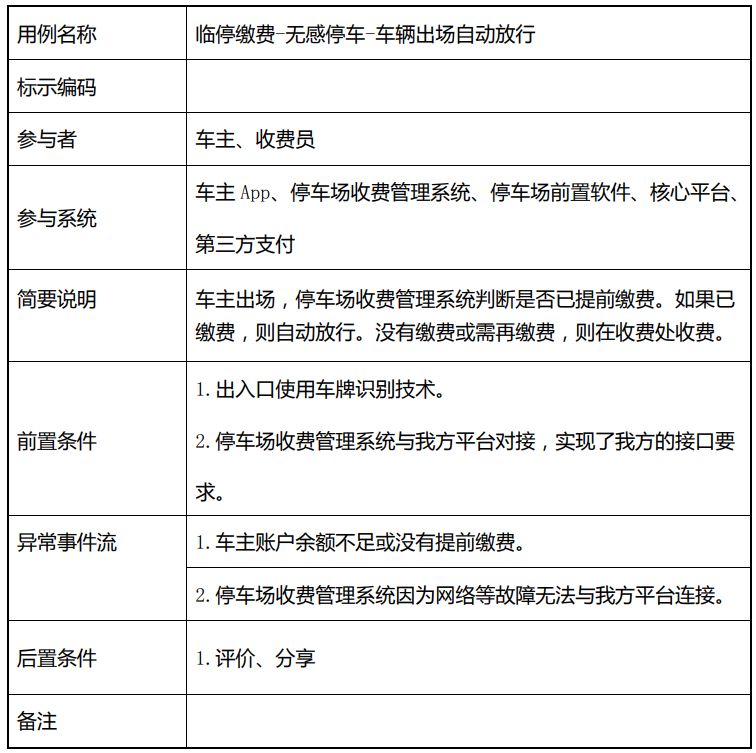 用例名称
临停缴费-无感停车-车辆出场自动放行
标示编码
参与者
车主、收费员
参与系统
车主 App、停车场收费管理系统、停车场前置软件、核心平台、
第三方支付
简要说明
车主出场，停车场收费管理系统判断是否已提前缴费。如果已
缴费，则自动放行。没有缴费或需再缴费，则在收费处收费。
前置条件
1.出入口使用车牌识别技术。
2.停车场收费管理系统与我方平台对接，实现了我方的接口要
求。
异常事件流
1.车主账户余额不足或没有提前缴费。
2.停车场收费管理系统因为网络等故障无法与我方平台连接。
后置条件
1.评价、分享
备注